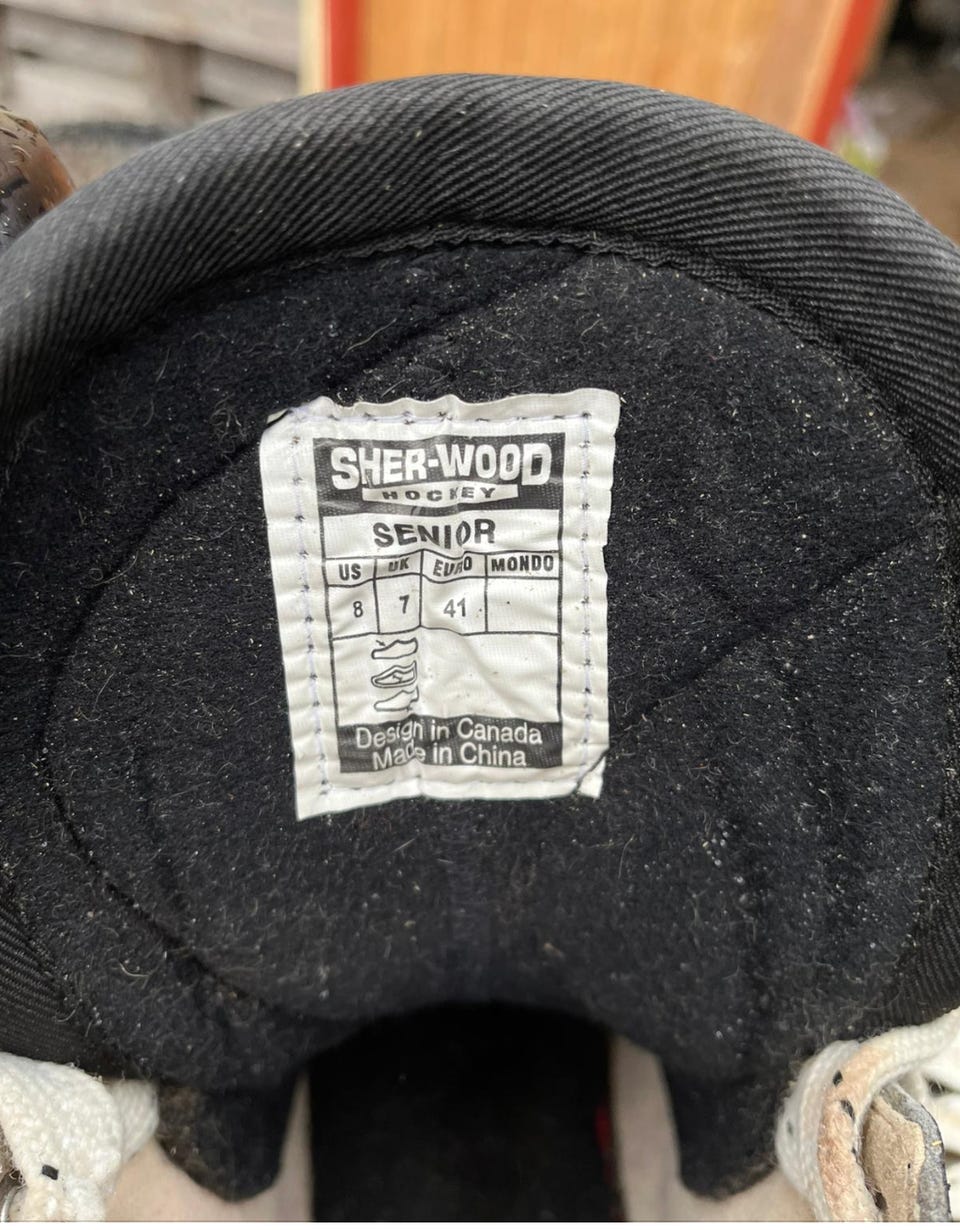 SHER-WOOD
HOCKEY
SENIOR
US UK EURO MONDO
8 7 41
Design in Canada
Made in China